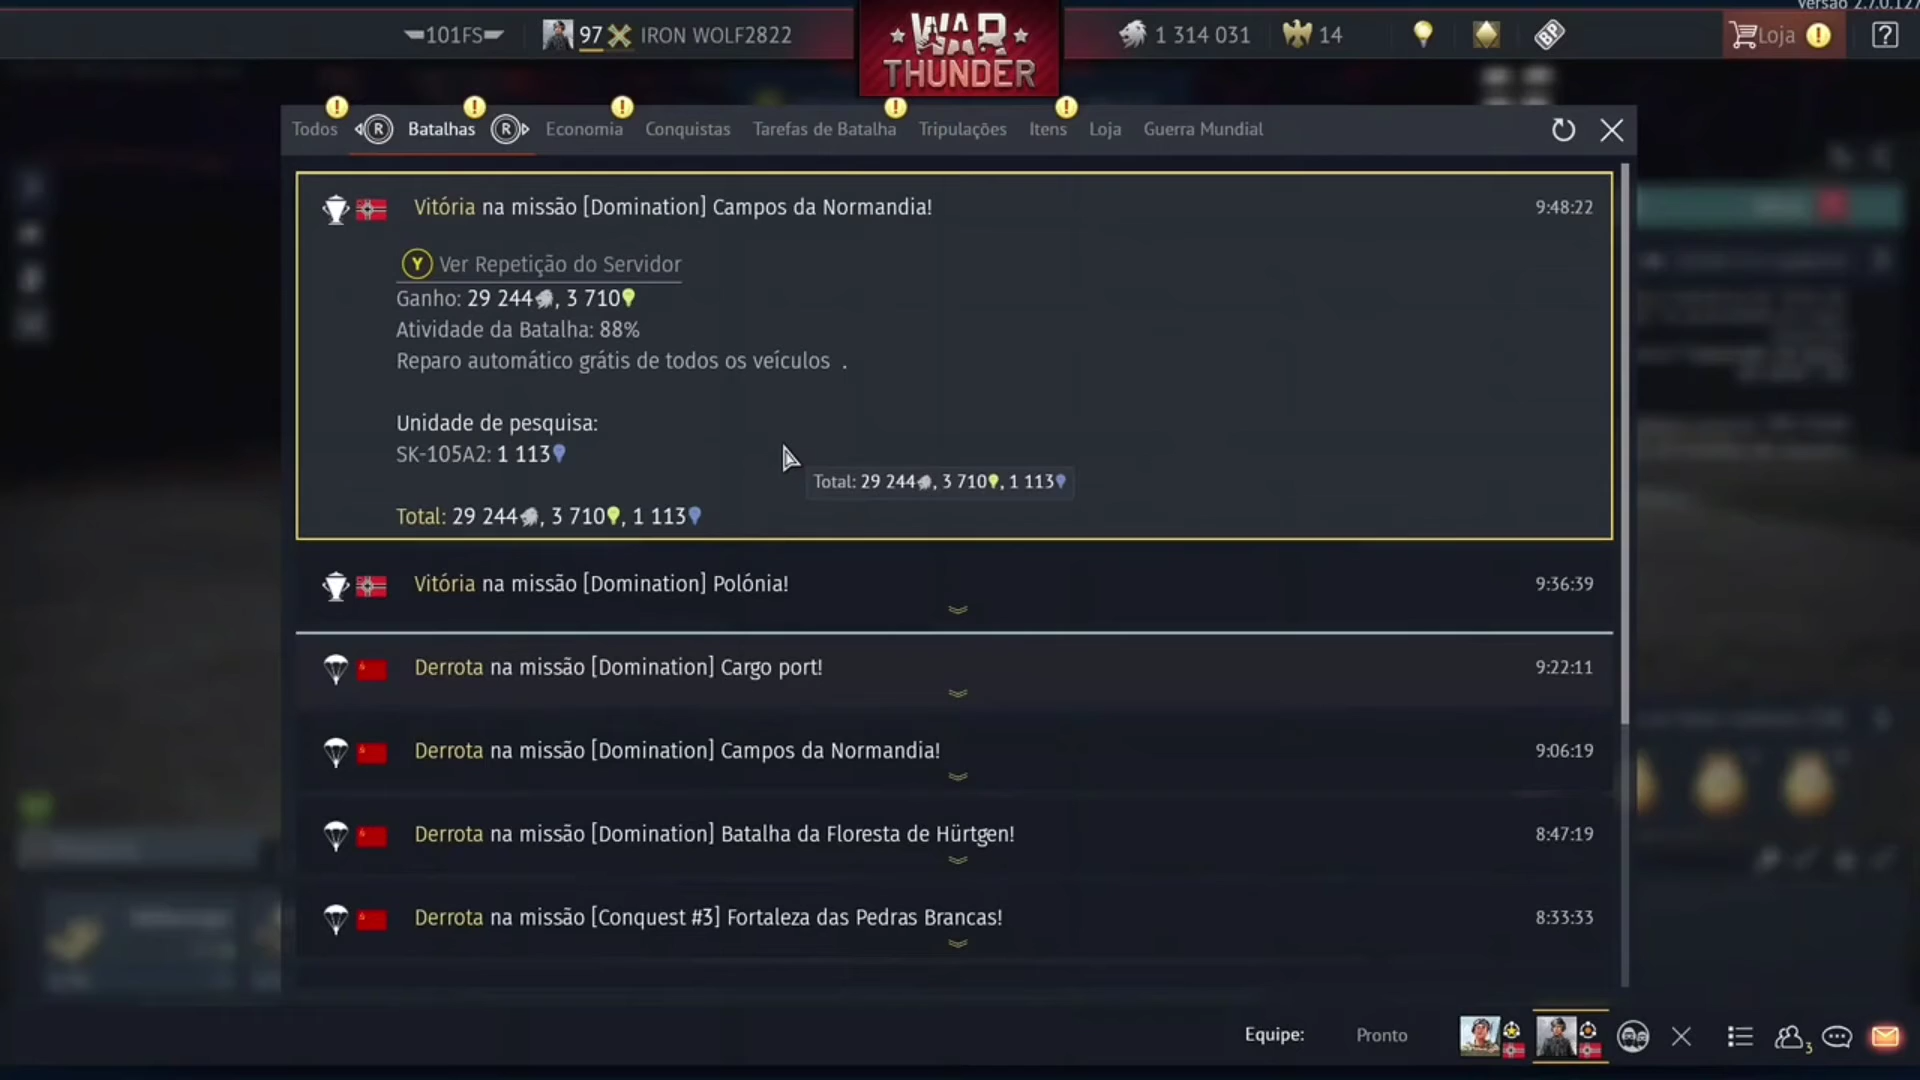 Versão 2.7.0.127
101FS
97 IRON WOLF2822
WAR THUNDER
1 314 031
14
BP
Loja !
?
Todos
R
Batalhas
R
Economia
Conquistas
Tarefas de Batalha
Tripulações
Itens
Loja
Guerra Mundial
Vitória na missão [Domination] Campos da Normandia!
9:48:22
Y Ver Repetição do Servidor
Ganho: 29 244, 3 710
Atividade da Batalha: 88%
Reparo automático grátis de todos os veículos .
Unidade de pesquisa:
SK-105A2: 1 113
Total: 29 244, 3 710, 1 113
Total: 29 244, 3 710, 1 113
Vitória na missão [Domination] Polónia!
9:36:39
Derrota na missão [Domination] Cargo port!
9:22:11
Derrota na missão [Domination] Campos da Normandia!
9:06:19
Derrota na missão [Domination] Batalha da Floresta de Hürtgen!
8:47:19
Derrota na missão [Conquest #3] Fortaleza das Pedras Brancas!
8:33:33
Equipe:
Pronto
3